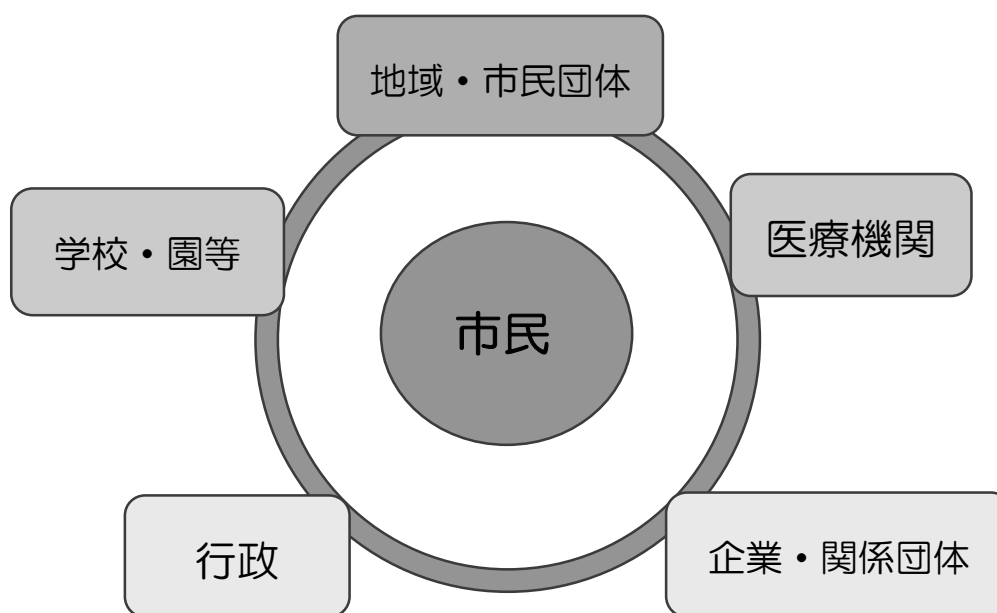 地域・市民団体
学校・園等
医療機関
市民
行政
企業・関係団体